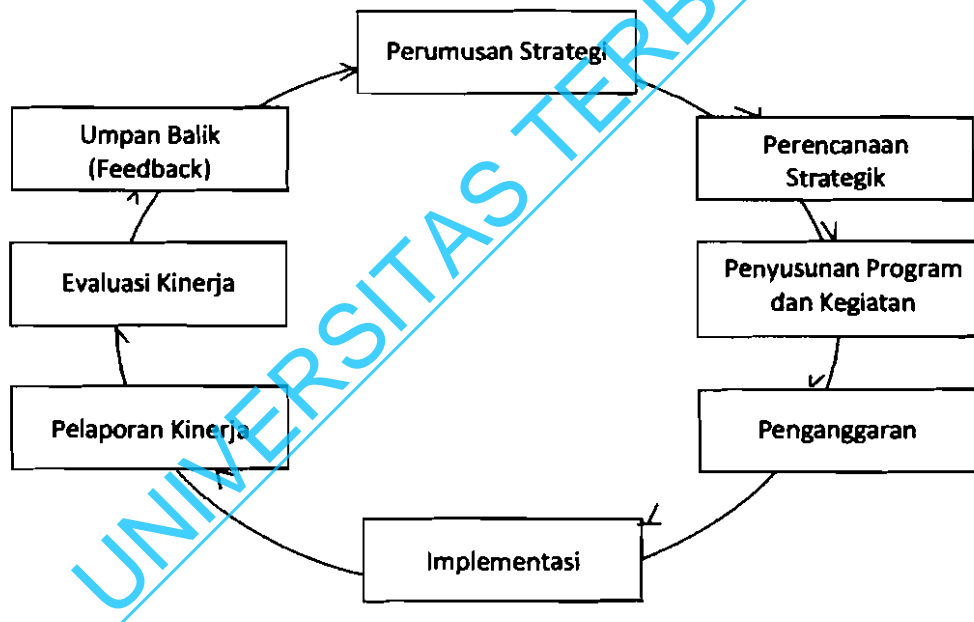 Perumusan Strategi
Perencanaan
Strategik
Penyusunan Program
dan Kegiatan
Penganggaran
Implementasi
Pelaporan Kinerja
Evaluasi Kinerja
Umpan Balik
(Feedback)
UNIVERSITAS TERB